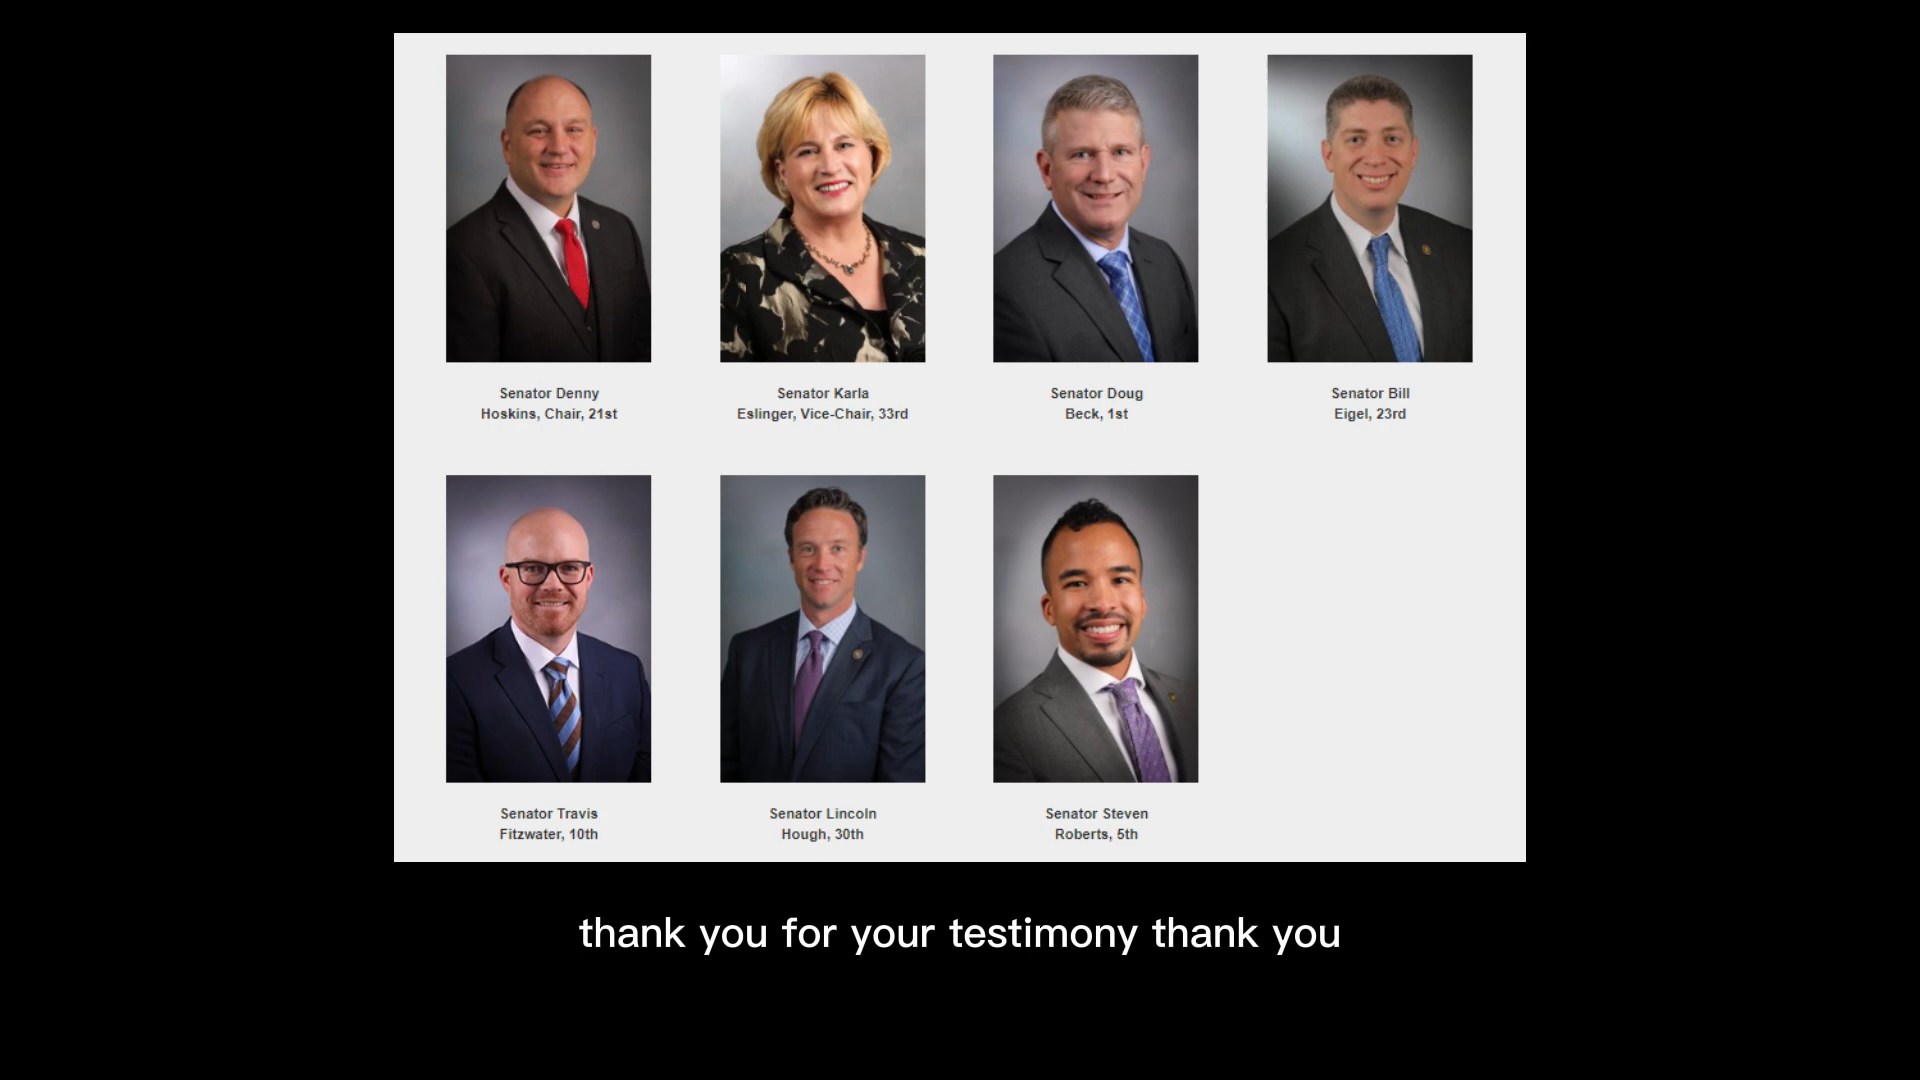 Senator Denny
Hoskins, Chair, 21st
Senator Karla
Eslinger, Vice-Chair, 33rd
Senator Doug
Beck, 1st
Senator Bill
Eigel, 23rd
Senator Travis
Fitzwater, 10th
Senator Lincoln
Hough, 30th
Senator Steven
Roberts, 5th
thank you for your testimony thank you